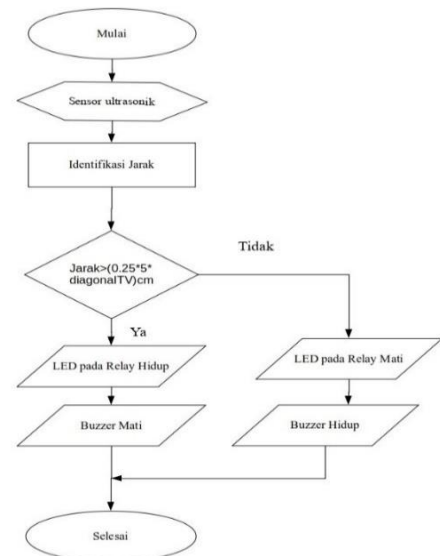 Mulai
Sensor ultrasonik
Identifikasi Jarak
Tidak
Jarak>(0.25*5*
diagonalTV)cm
Ya
LED pada Relay Hidup
LED pada Relay Mati
Buzzer Mati
Buzzer Hidup
Selesai